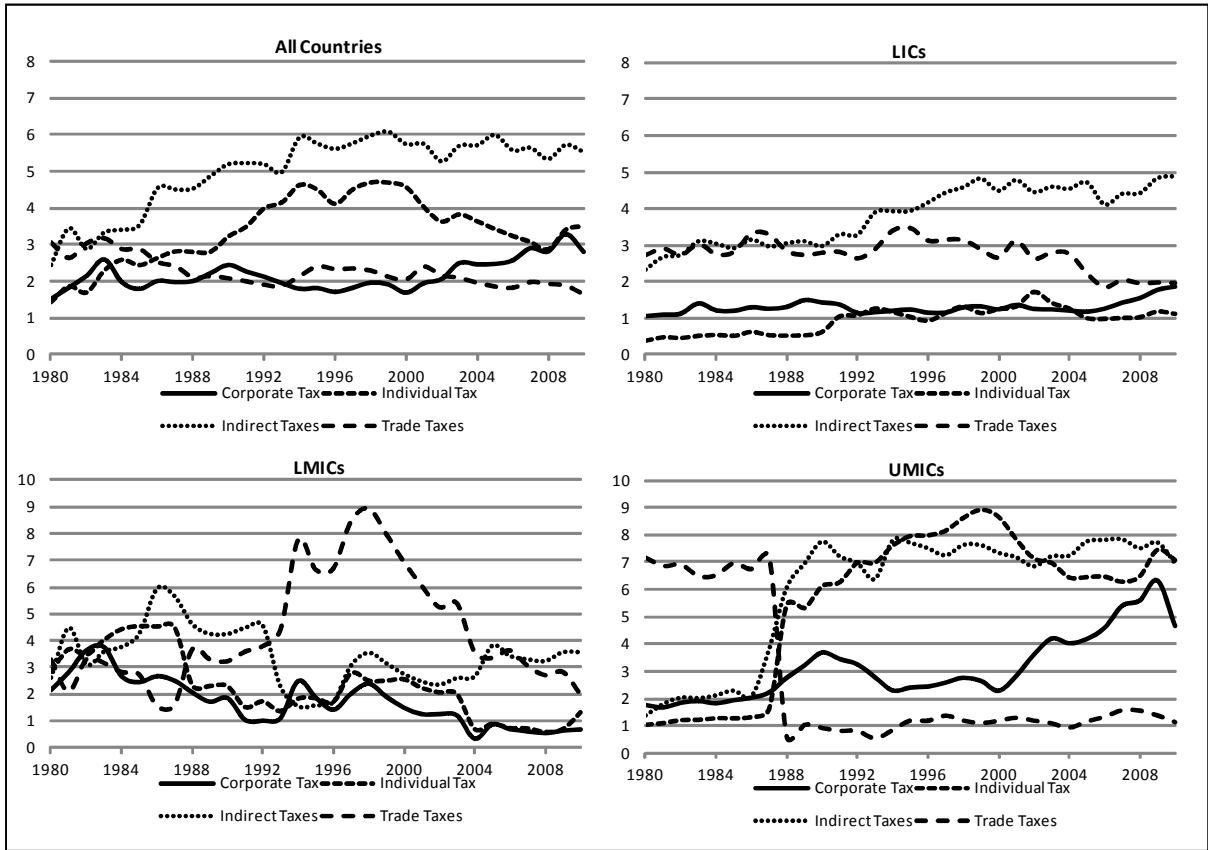 All Countries
8
7
6
5
4
3
2
1
0
1980 1984 1988 1992 1996 2000 2004 2008
Corporate Tax Individual Tax
Indirect Taxes Trade Taxes
LICs
8
7
6
5
4
3
2
1
0
1980 1984 1988 1992 1996 2000 2004 2008
Corporate Tax Individual Tax
Indirect Taxes Trade Taxes
LMICs
10
9
8
7
6
5
4
3
2
1
0
1980 1984 1988 1992 1996 2000 2004 2008
Corporate Tax Individual Tax
Indirect Taxes Trade Taxes
UMICs
10
9
8
7
6
5
4
3
2
1
0
1980 1984 1988 1992 1996 2000 2004 2008
Corporate Tax Individual Tax
Indirect Taxes Trade Taxes